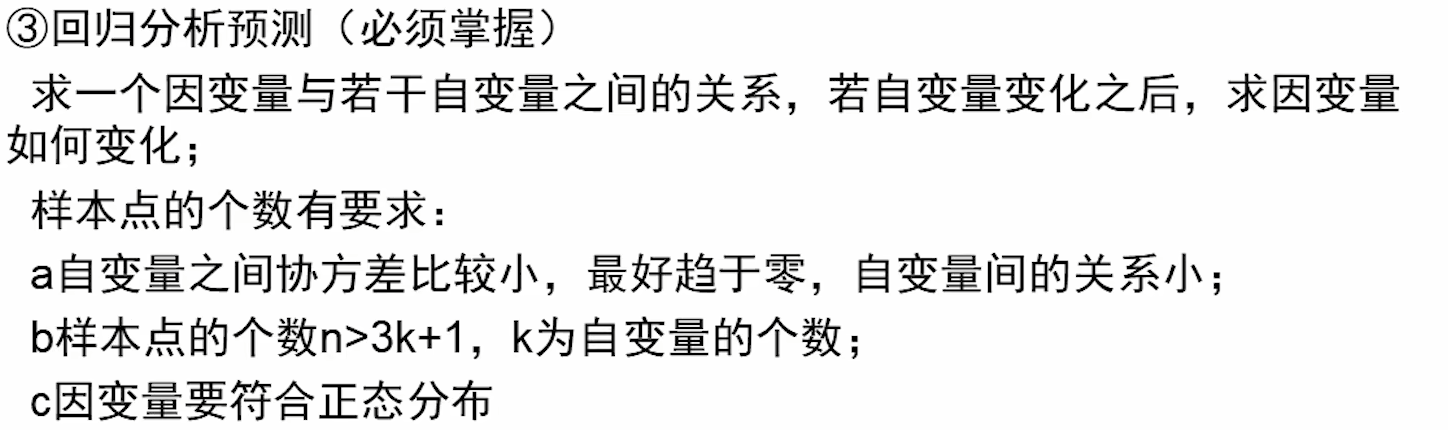 ③回归分析预测（必须掌握）
求一个因变量与若干自变量之间的关系，若自变量变化之后，求因变量
如何变化；
样本点的个数有要求：
a自变量之间协方差比较小，最好趋于零，自变量间的关系小；
b样本点的个数n>3k+1，k为自变量的个数；
c因变量要符合正态分布